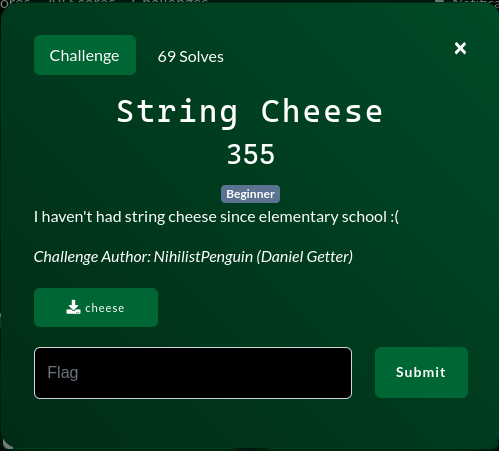 Challenge
69 Solves
×
String Cheese
355
Beginner
I haven't had string cheese since elementary school :(
Challenge Author: NihilistPenguin (Daniel Getter)
cheese
Flag
Submit